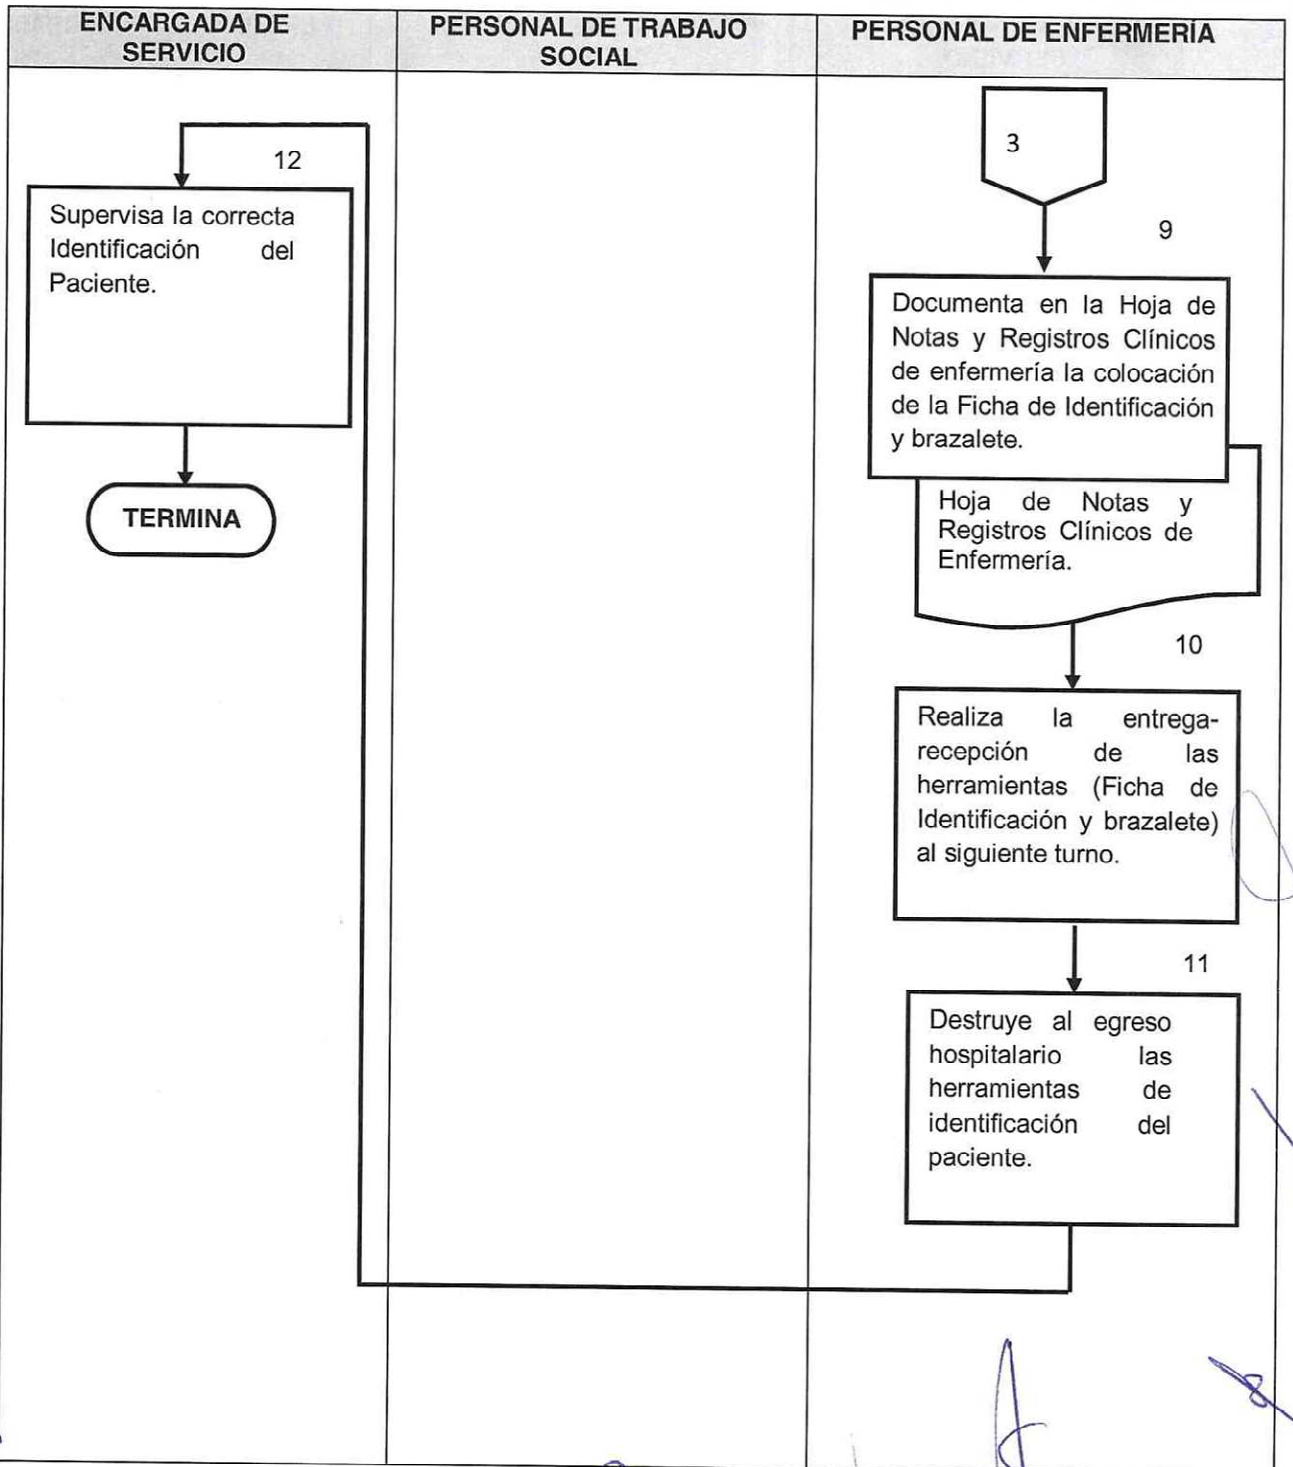 ENCARGADA DE
SERVICIO
PERSONAL DE TRABAJO
SOCIAL
PERSONAL DE ENFERMERÍA
12
Supervisa la correcta
Identificación del
Paciente.
TERMINA
3
9
Documenta en la Hoja de
Notas y Registros Clínicos
de enfermería la colocación
de la Ficha de Identificación
y brazalete.
Hoja de Notas y
Registros Clínicos de
Enfermería.
10
Realiza la entrega-
recepción de las
herramientas (Ficha de
Identificación y brazalete)
al siguiente turno.
11
Destruye al egreso
hospitalario las
herramientas de
identificación del
paciente.